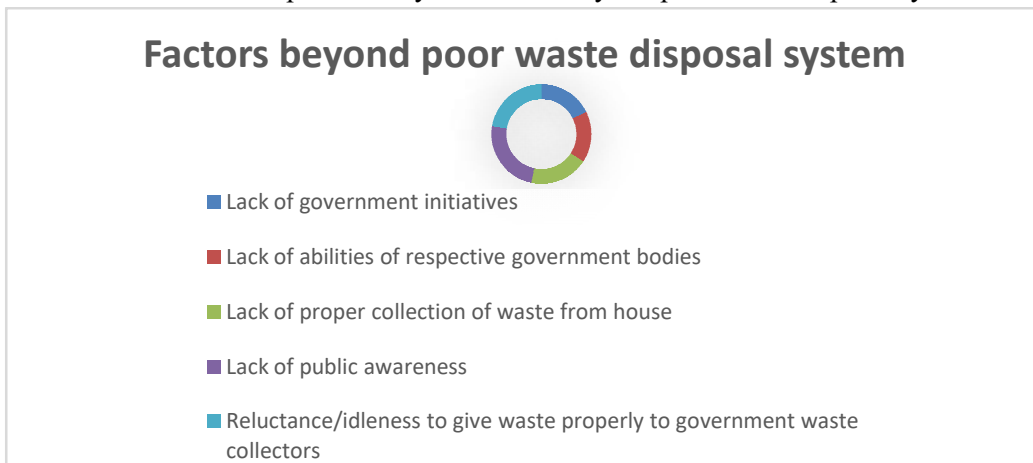 Factors beyond poor waste disposal system
Lack of government initiatives
Lack of abilities of respective government bodies
Lack of proper collection of waste from house
Lack of public awareness
Reluctance/idleness to give waste properly to government waste
collectors